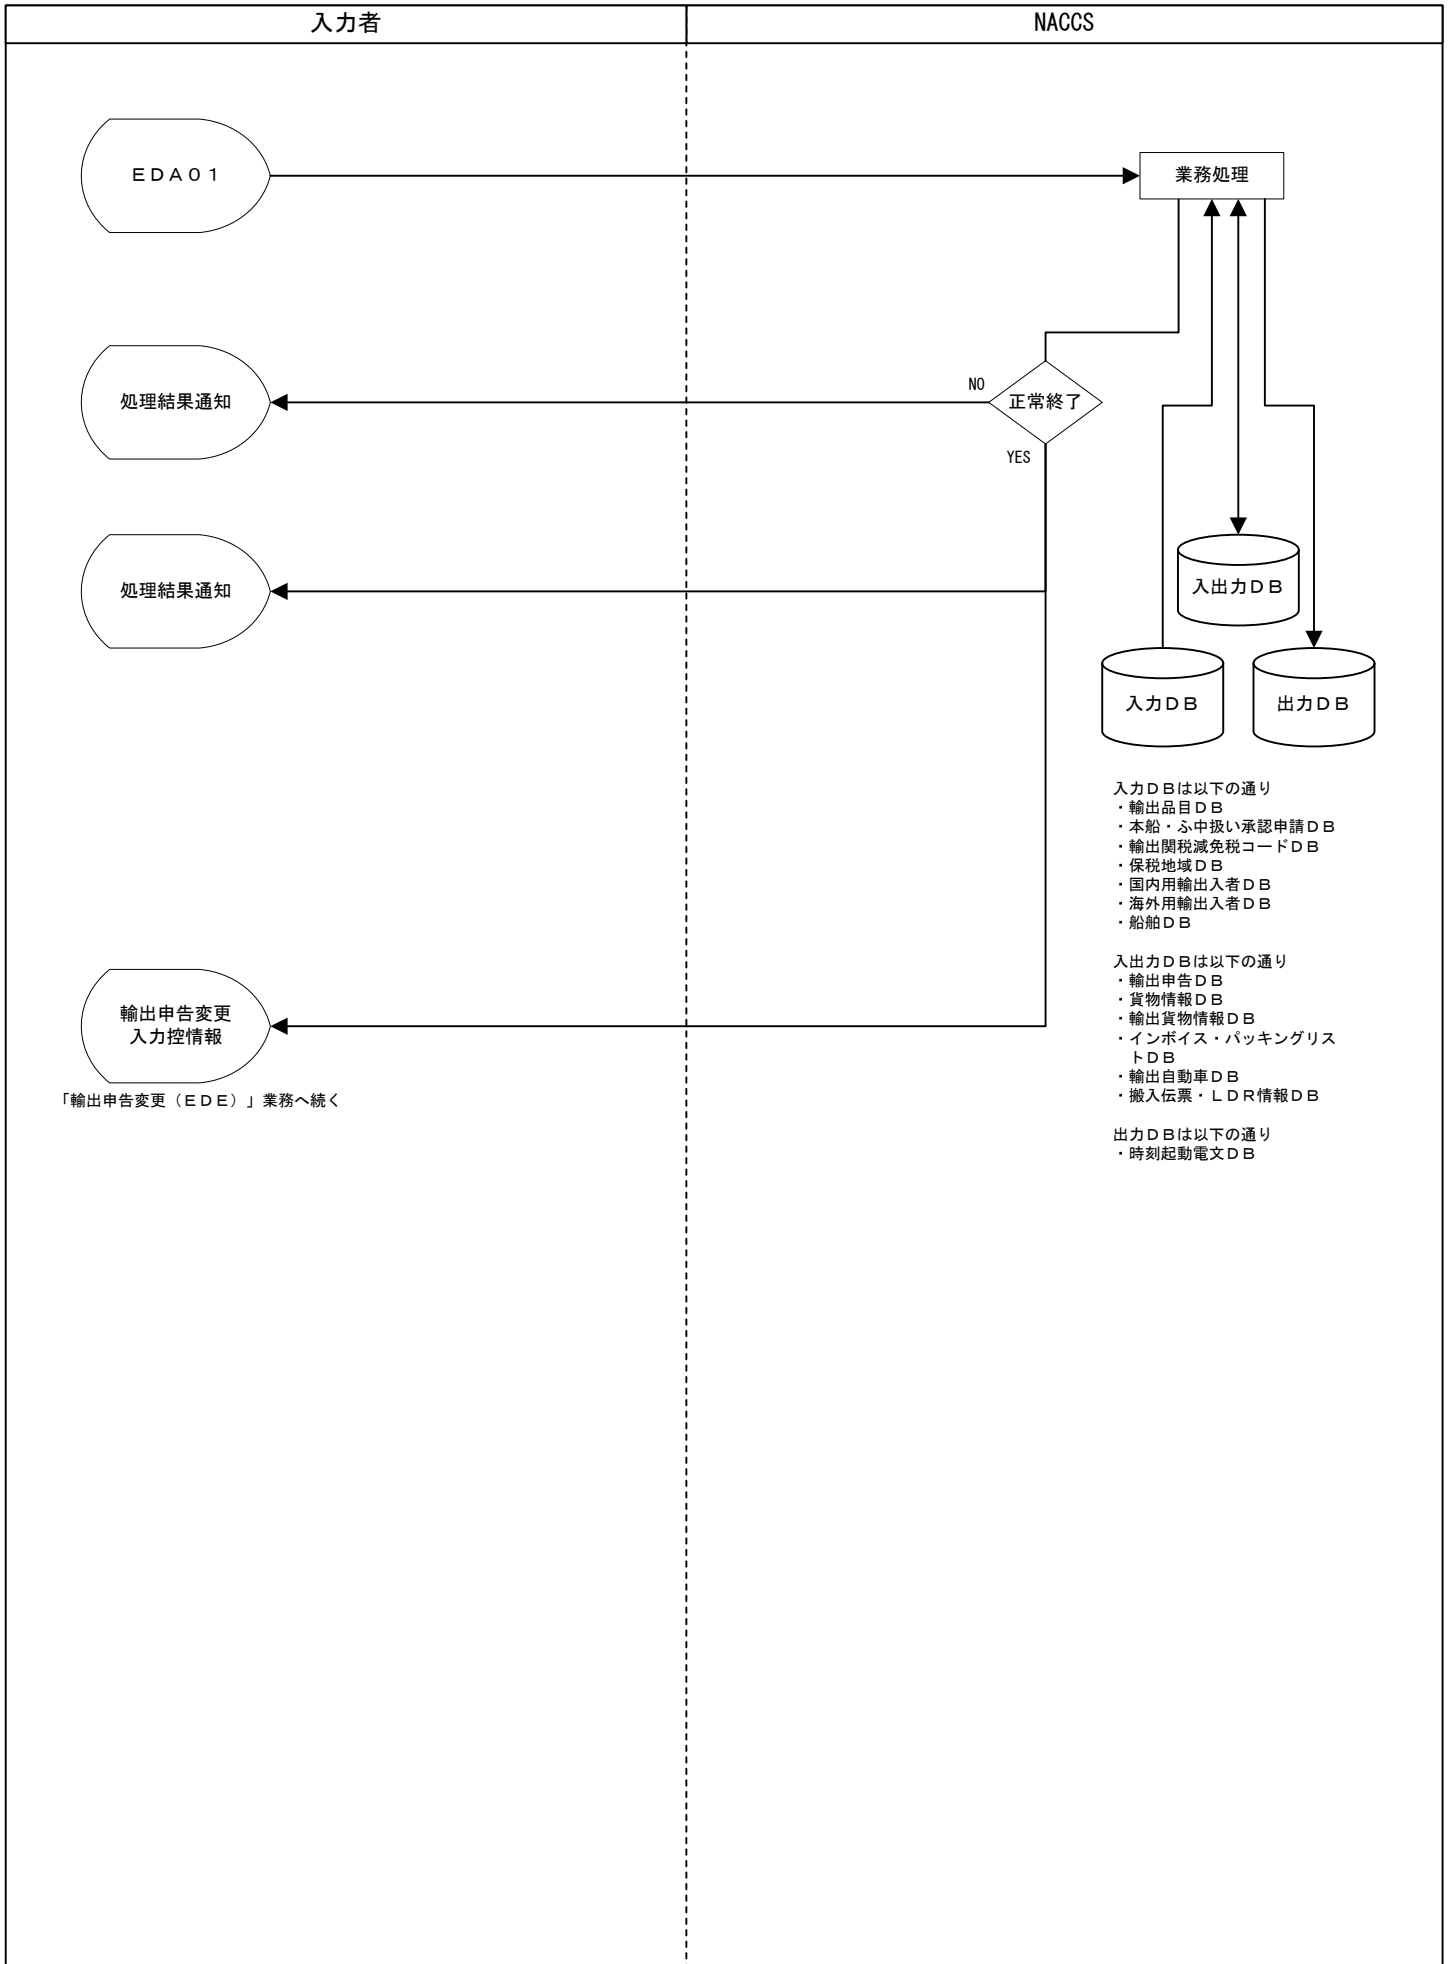 入力者
NACCS
ＥＤＡ０１
業務処理
処理結果通知
NO
正常終了
YES
処理結果通知
入出力ＤＢ
入力ＤＢ
出力ＤＢ
入力ＤＢは以下の通り
・輸出品目ＤＢ
・本船・ふ中扱い承認申請ＤＢ
・輸出関税減免税コードＤＢ
・保税地域ＤＢ
・国内用輸出入者ＤＢ
・海外用輸出入者ＤＢ
・船舶ＤＢ
入出力ＤＢは以下の通り
・輸出申告ＤＢ
・貨物情報ＤＢ
・輸出貨物情報ＤＢ
・インボイス・パッキングリス
トＤＢ
・輸出自動車ＤＢ
・搬入伝票・ＬＤＲ情報ＤＢ
出力ＤＢは以下の通り
・時刻起動電文ＤＢ
輸出申告変更
入力控情報
「輸出申告変更（ＥＤＥ）」業務へ続く